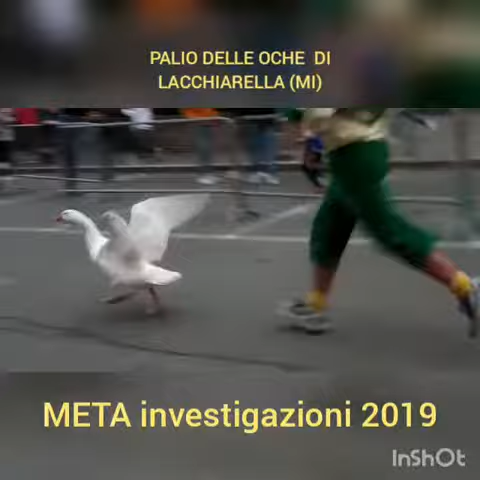 PALIO DELLE OCHE DI
LACCHIARELLA (MI)
META investigazioni 2019
InShOt